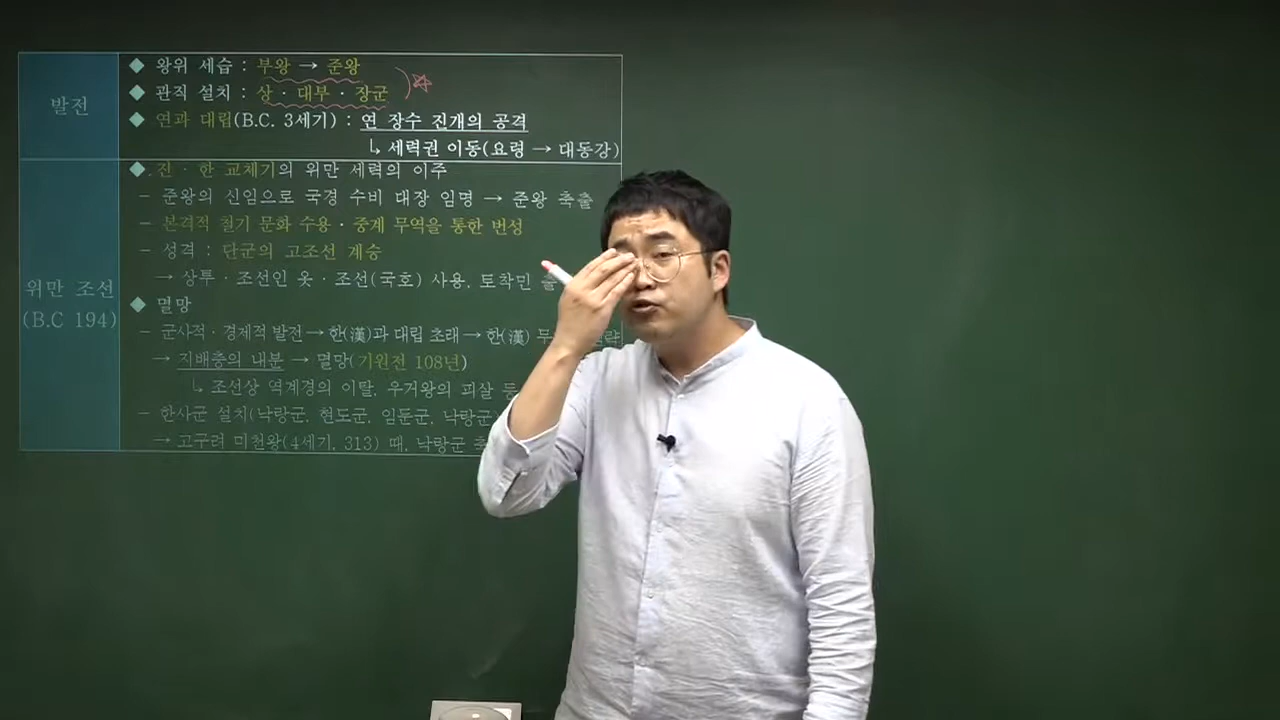 발전
◆ 왕위 세습 : 부왕 → 준왕
◆ 관직 설치 : 상 · 대부 · 장군
◆ 연과 대립(B.C. 3세기) : 연 장수 진개의 공격
↳ 세력권 이동(요령 → 대동강)
위만 조선
(B.C 194)
◆ 진 · 한 교체기의 위만 세력의 이주
- 준왕의 신임으로 국경 수비 대장 임명 → 준왕 축출
- 본격적 철기 문화 수용 · 중계 무역을 통한 번성
- 성격 : 단군의 고조선 계승
→ 상투 · 조선인 옷 · 조선(국호) 사용, 토착민
◆ 멸망
- 군사적 · 경제적 발전 → 한(漢)과 대립 초래 → 한(漢)
→ 지배층의 내분 → 멸망(기원전 108년)
↳ 조선상 역계경의 이탈, 우거왕의 피살 등
- 한사군 설치(낙랑군, 현도군, 임둔군, 낙랑군)
→ 고구려 미천왕(4세기, 313) 때, 낙랑군